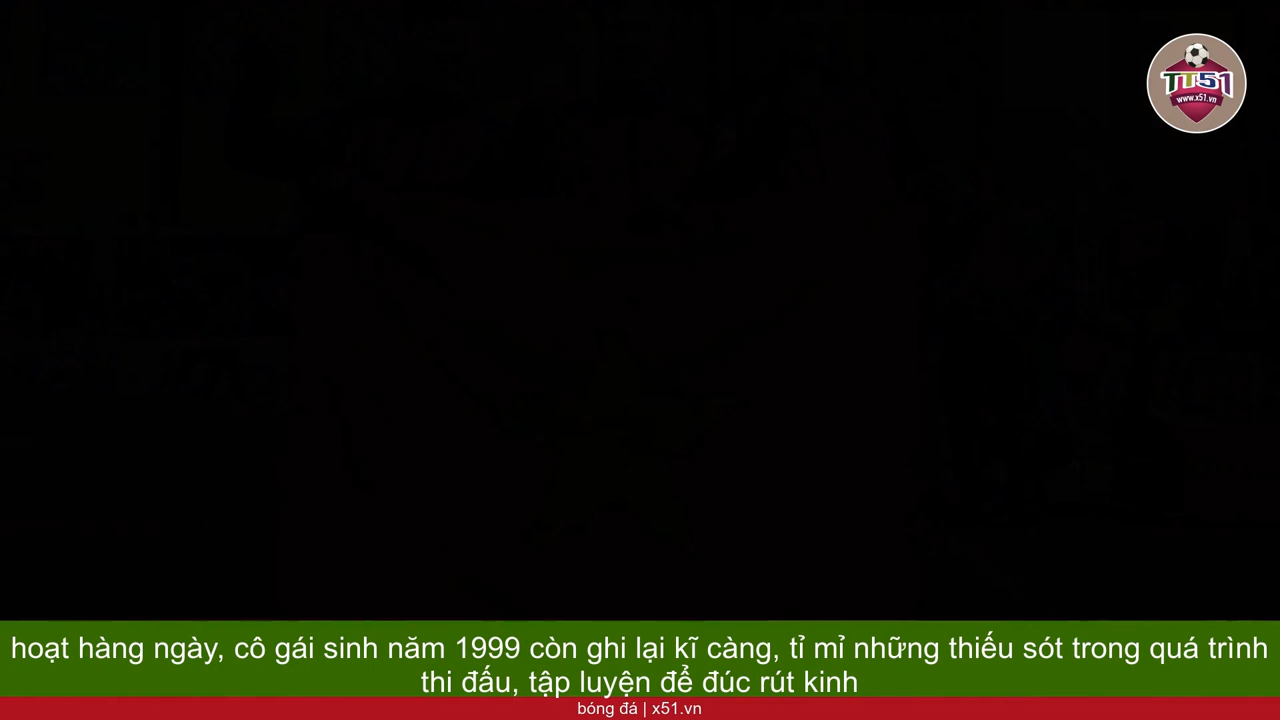 TT51
www.x51.vn
hoạt hàng ngày, cô gái sinh năm 1999 còn ghi lại kĩ càng, tỉ mỉ những thiếu sót trong quá trình
thi đấu, tập luyện để đúc rút kinh
bóng đá | x51.vn